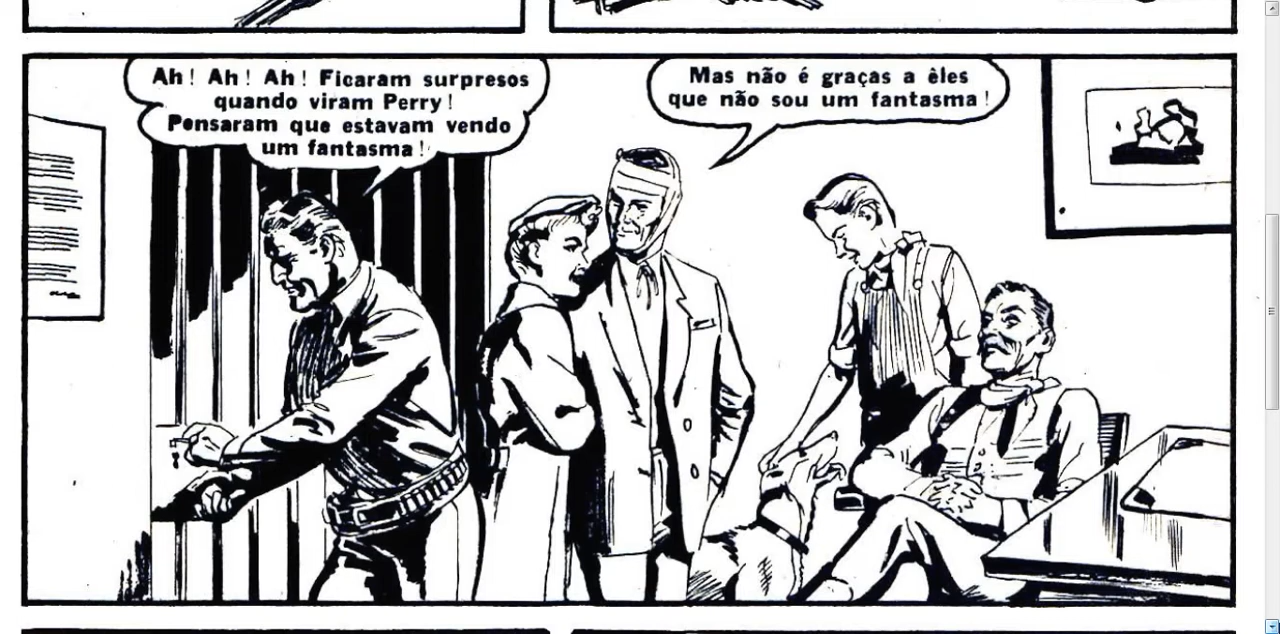 Ah! Ah! Ah! Ficaram surpresos
quando viram Perry!
Pensaram que estavam vendo
um fantasma!
Mas não é graças a êles
que não sou um fantasma!